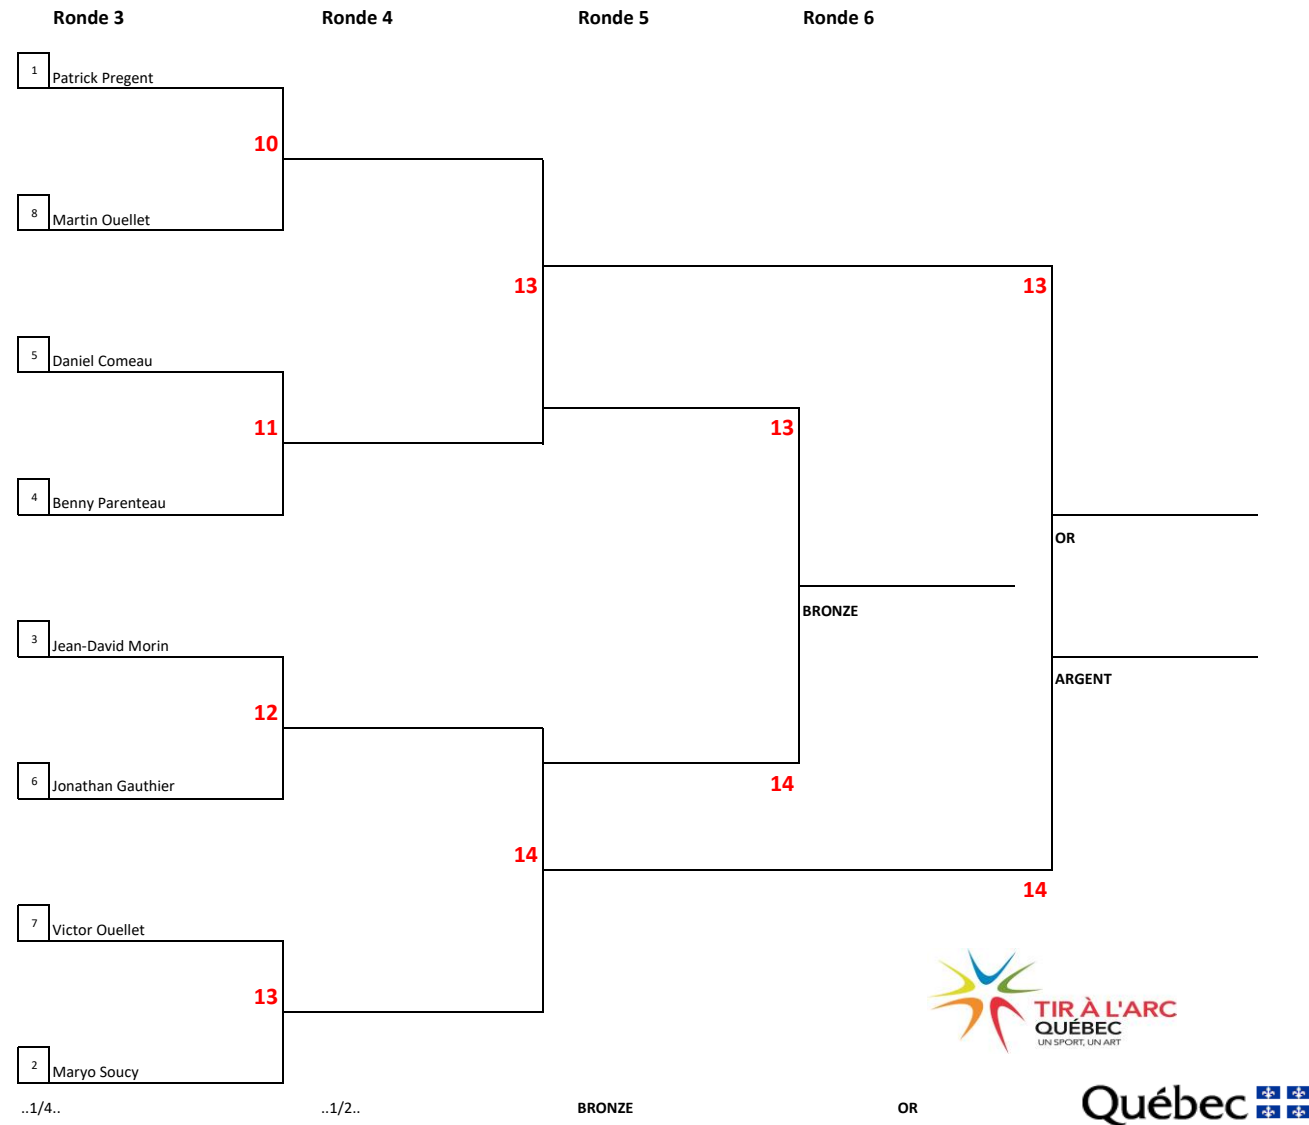 Ronde 3 Ronde 4 Ronde 5 Ronde 6
1 Patrick Pregent
10
8 Martin Ouellet
13 13
5 Daniel Comeau
11 13
4 Benny Parenteau
OR
BRONZE
3 Jean-David Morin
ARGENT
12
6 Jonathan Gauthier
14
14
14
7 Victor Ouellet
13
TIR À L'ARC
QUÉBEC
UN SPORT, UN ART
2 Maryo Soucy
..1/4.. ..1/2.. BRONZE OR
Québec